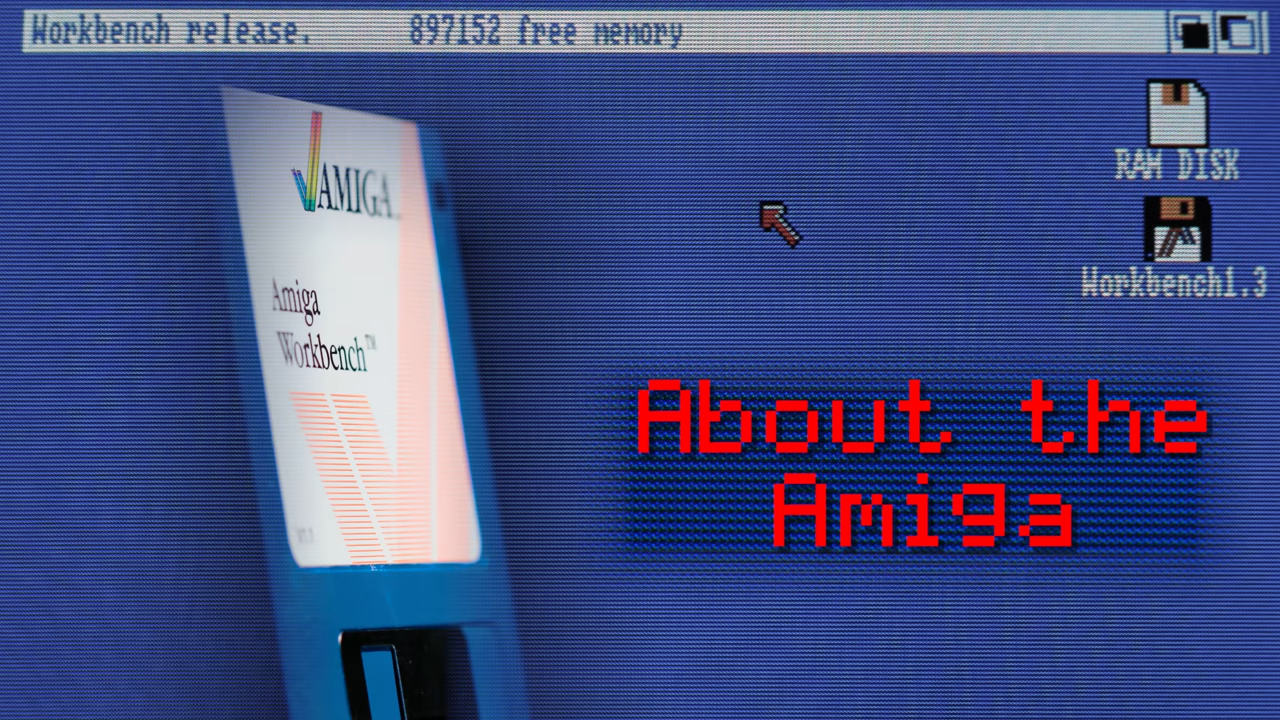 Workbench release. 897152 free memory
RAM DISK
Workbench1.3
AMIGA
Amiga
Workbench™
About the
Amiga